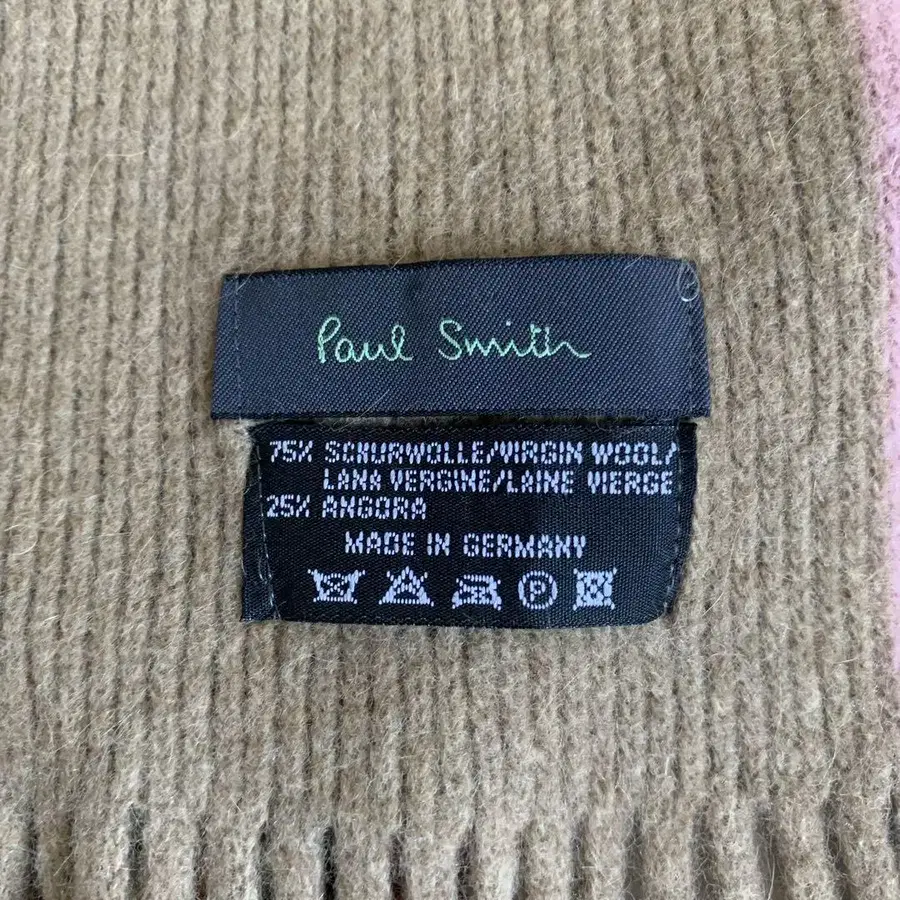 Paul Smith
75% SCHURWOLLE/VIRGIN WOOL/
LANA VERGINE/LAINE VIERGE
25% ANGORA
MADE IN GERMANY
P